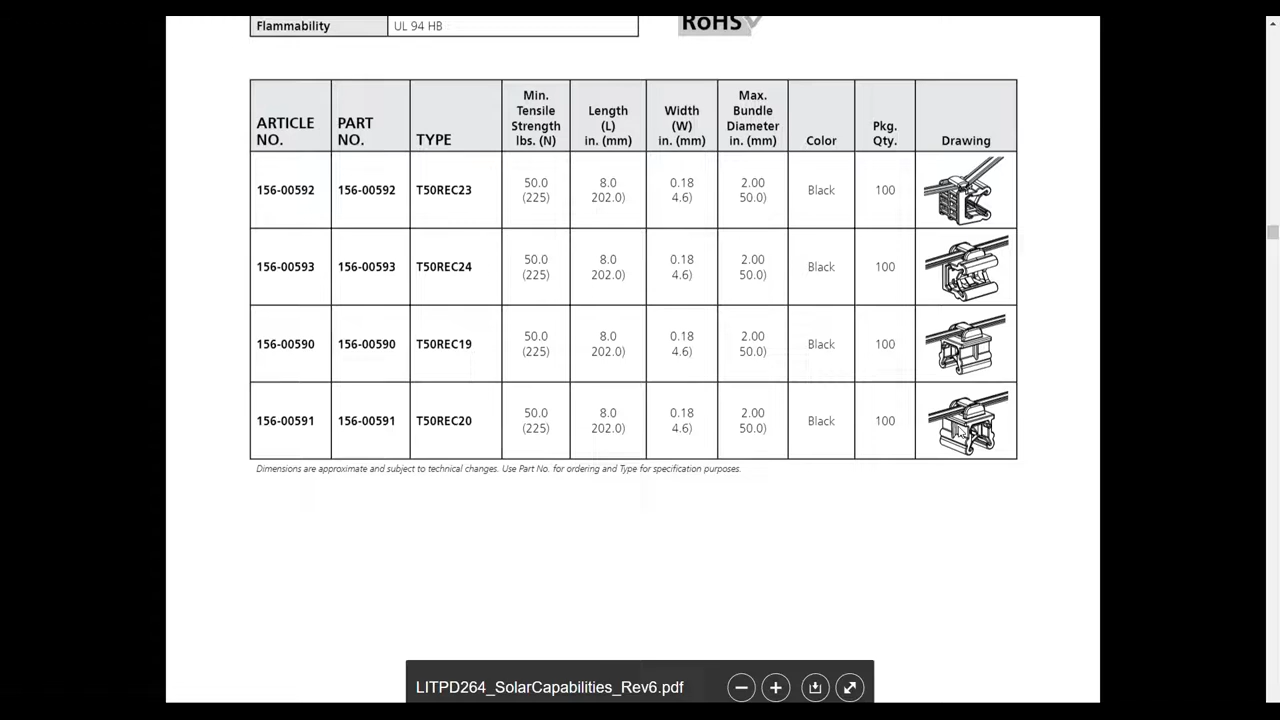 Flammability UL 94 HB
RoHS
ARTICLE NO. PART NO. TYPE Min. Tensile Strength lbs. (N) Length (L) in. (mm) Width (W) in. (mm) Max. Bundle Diameter in. (mm) Color Pkg. Qty. Drawing
156-00592 156-00592 T50REC23 50.0 (225) 8.0 202.0) 0.18 4.6) 2.00 50.0) Black 100
156-00593 156-00593 T50REC24 50.0 (225) 8.0 202.0) 0.18 4.6) 2.00 50.0) Black 100
156-00590 156-00590 T50REC19 50.0 (225) 8.0 202.0) 0.18 4.6) 2.00 50.0) Black 100
156-00591 156-00591 T50REC20 50.0 (225) 8.0 202.0) 0.18 4.6) 2.00 50.0) Black 100
Dimensions are approximate and subject to technical changes. Use Part No. for ordering and Type for specification purposes.
LITPD264_SolarCapabilities_Rev6.pdf